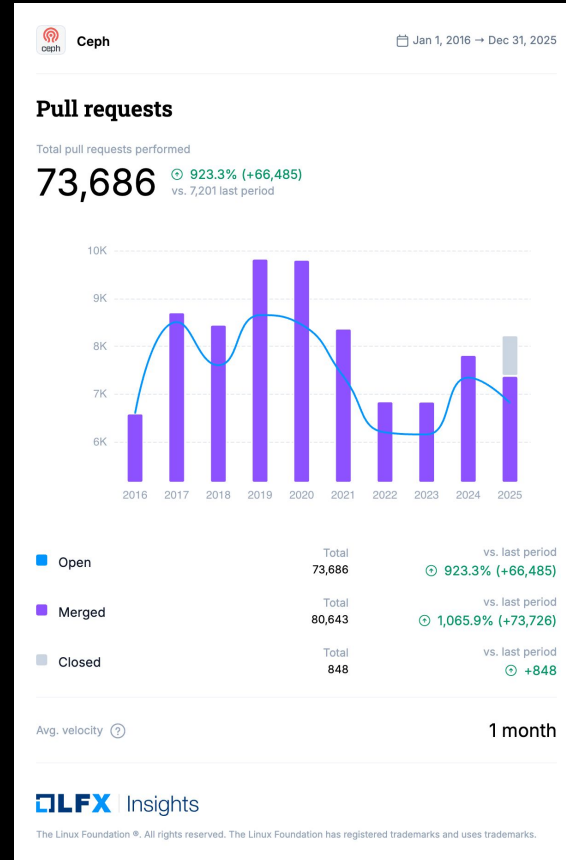 ceph
Ceph
Jan 1, 2016 → Dec 31, 2025
Pull requests
Total pull requests performed
73,686
923.3% (+66,485)
vs. 7,201 last period
10K
9K
8K
7K
6K
2016 2017 2018 2019 2020 2021 2022 2023 2024 2025
Open
Total
73,686
vs. last period
923.3% (+66,485)
Merged
Total
80,643
vs. last period
1,065.9% (+73,726)
Closed
Total
848
vs. last period
+848
Avg. velocity ?
1 month
LFX Insights
The Linux Foundation ®. All rights reserved. The Linux Foundation has registered trademarks and uses trademarks.